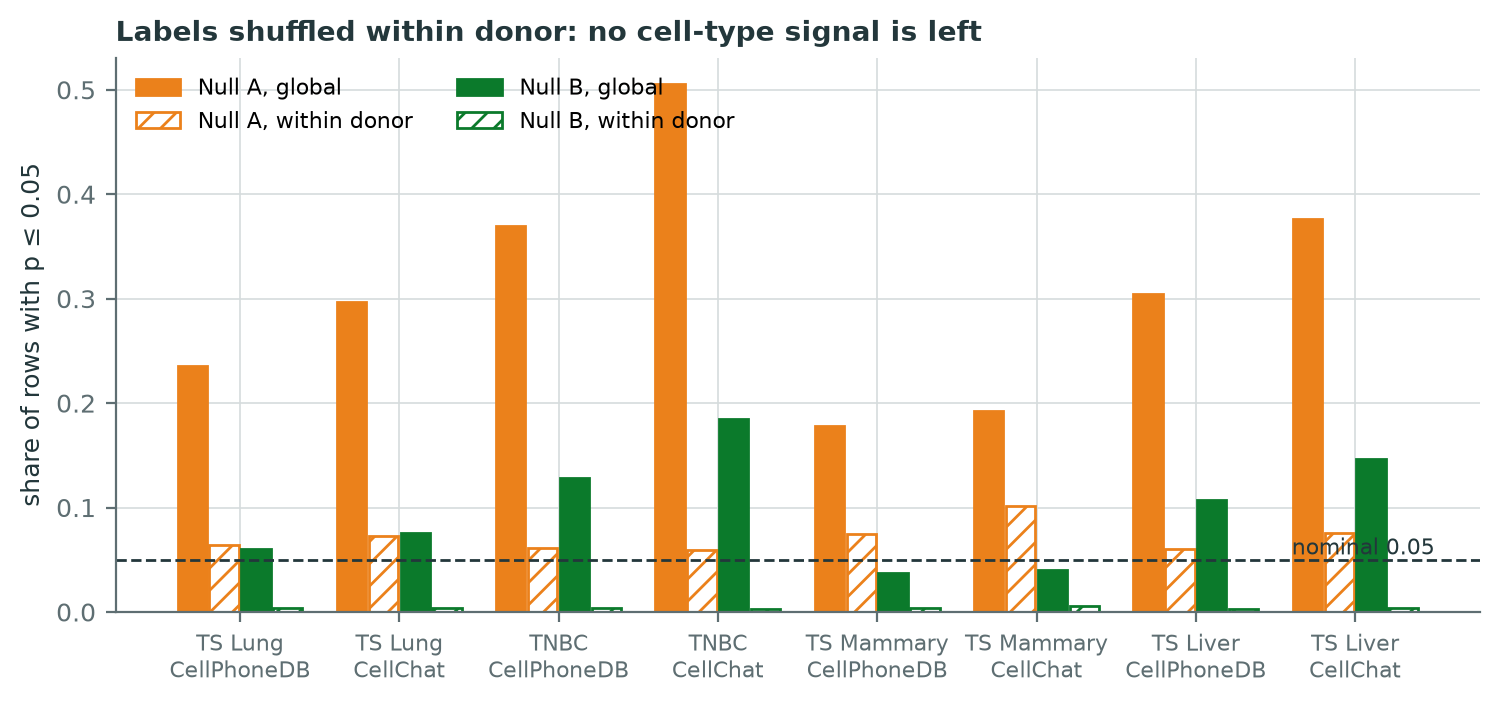 Labels shuffled within donor: no cell-type signal is left
Null A, global
Null A, within donor
Null B, global
Null B, within donor
share of rows with p ≤ 0.05
0.5
0.4
0.3
0.2
0.1
0.0
nominal 0.05
TS Lung
CellPhoneDB
TS Lung
CellChat
TNBC
CellPhoneDB
TNBC
CellChat
TS Mammary
CellPhoneDB
TS Mammary
CellChat
TS Liver
CellPhoneDB
TS Liver
CellChat